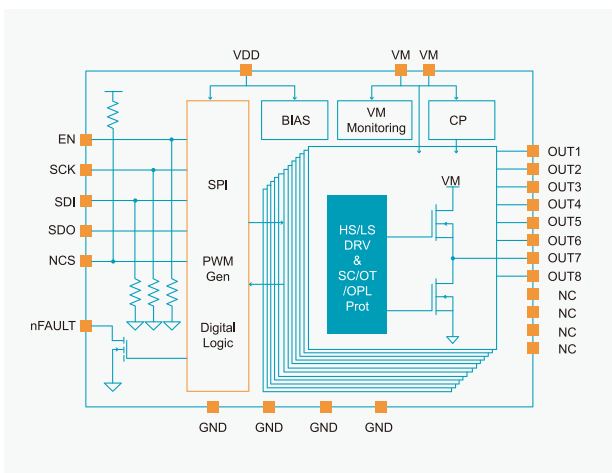 VDD
VM VM
BIAS
VM
Monitoring
CP
EN
SCK
SDI
SDO
NCS
nFAULT
SPI
PWM
Gen
Digital
Logic
VM
HS/LS
DRV
&
SC/OT
/OPL
Prot
OUT1
OUT2
OUT3
OUT4
OUT5
OUT6
OUT7
OUT8
NC
NC
NC
NC
GND GND GND GND